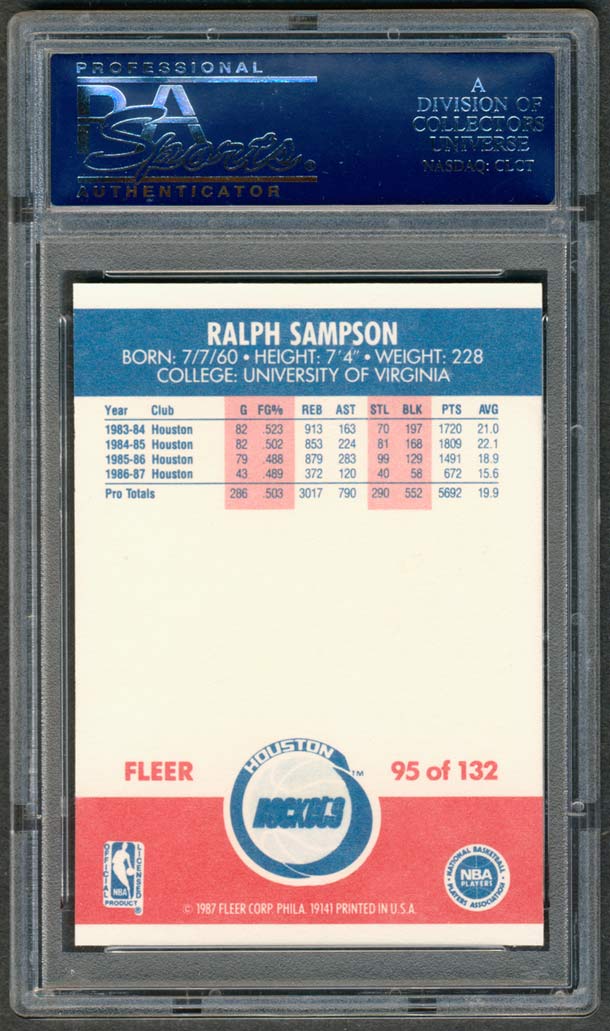 PROFESSIONAL
PSA
Sports.
AUTHENTICATOR
A
DIVISION OF
COLLECTORS
UNIVERSE
NASDAQ: CLCT
RALPH SAMPSON
BORN: 7/7/60 • HEIGHT: 7'4" • WEIGHT: 228
COLLEGE: UNIVERSITY OF VIRGINIA
Year Club G FG% REB AST STL BLK PTS AVG
1983-84 Houston 82 .523 913 163 70 197 1720 21.0
1984-85 Houston 82 .502 853 224 81 168 1809 22.1
1985-86 Houston 79 .488 879 283 99 129 1491 18.9
1986-87 Houston 43 .489 372 120 40 58 672 15.6
Pro Totals 286 .503 3017 790 290 552 5692 19.9
HOUSTON
ROCKETS
TM
FLEER
95 of 132
OFFICIAL
NBA
LICENSED
PRODUCT
NATIONAL BASKETBALL
NBA
PLAYERS
PLAYERS ASSOCIATION
© 1987 FLEER CORP. PHILA. 19141 PRINTED IN U.S.A.